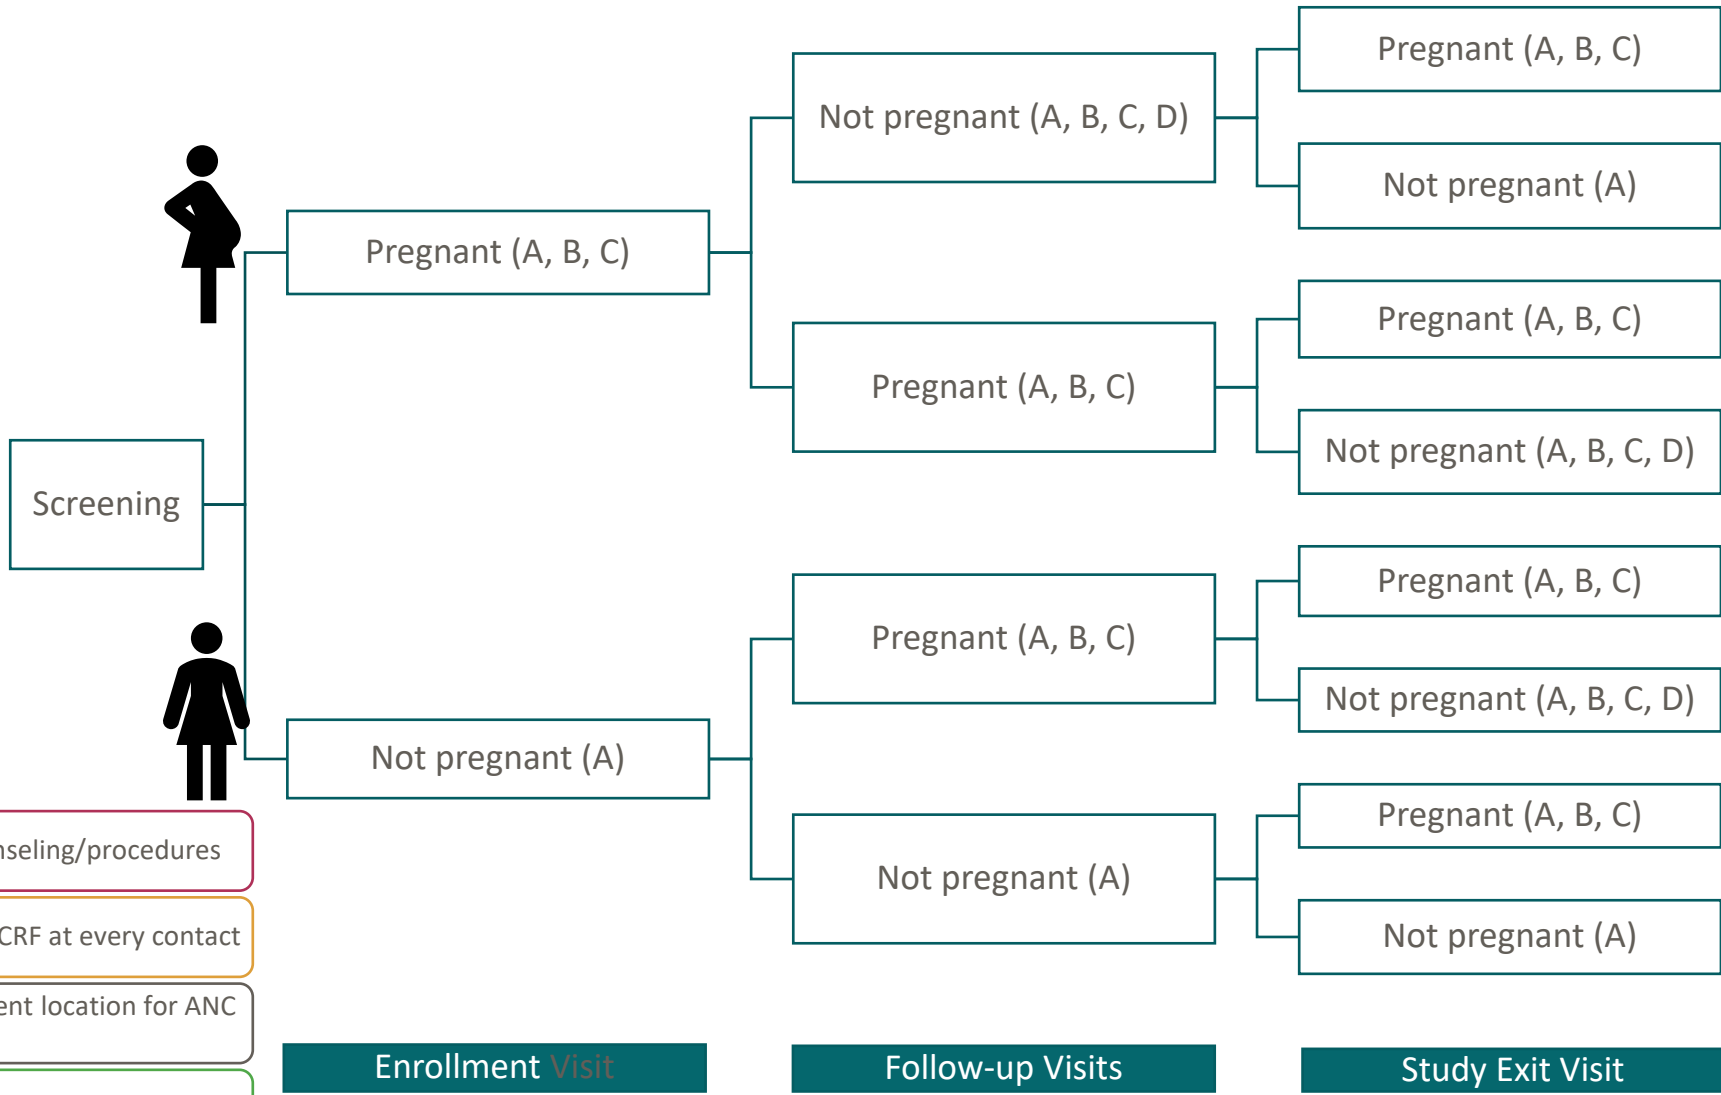 Pregnant (A, B, C)
Not pregnant (A, B, C, D)
Not pregnant (A)
Pregnant (A, B, C)
Pregnant (A, B, C)
Pregnant (A, B, C)
Not pregnant (A, B, C, D)
Screening
Pregnant (A, B, C)
Pregnant (A, B, C)
Not pregnant (A, B, C, D)
Not pregnant (A)
Pregnant (A, B, C)
Not pregnant (A)
Not pregnant (A)
nseling/procedures
CRF at every contact
ent location for ANC
Enrollment Visit
Follow-up Visits
Study Exit Visit